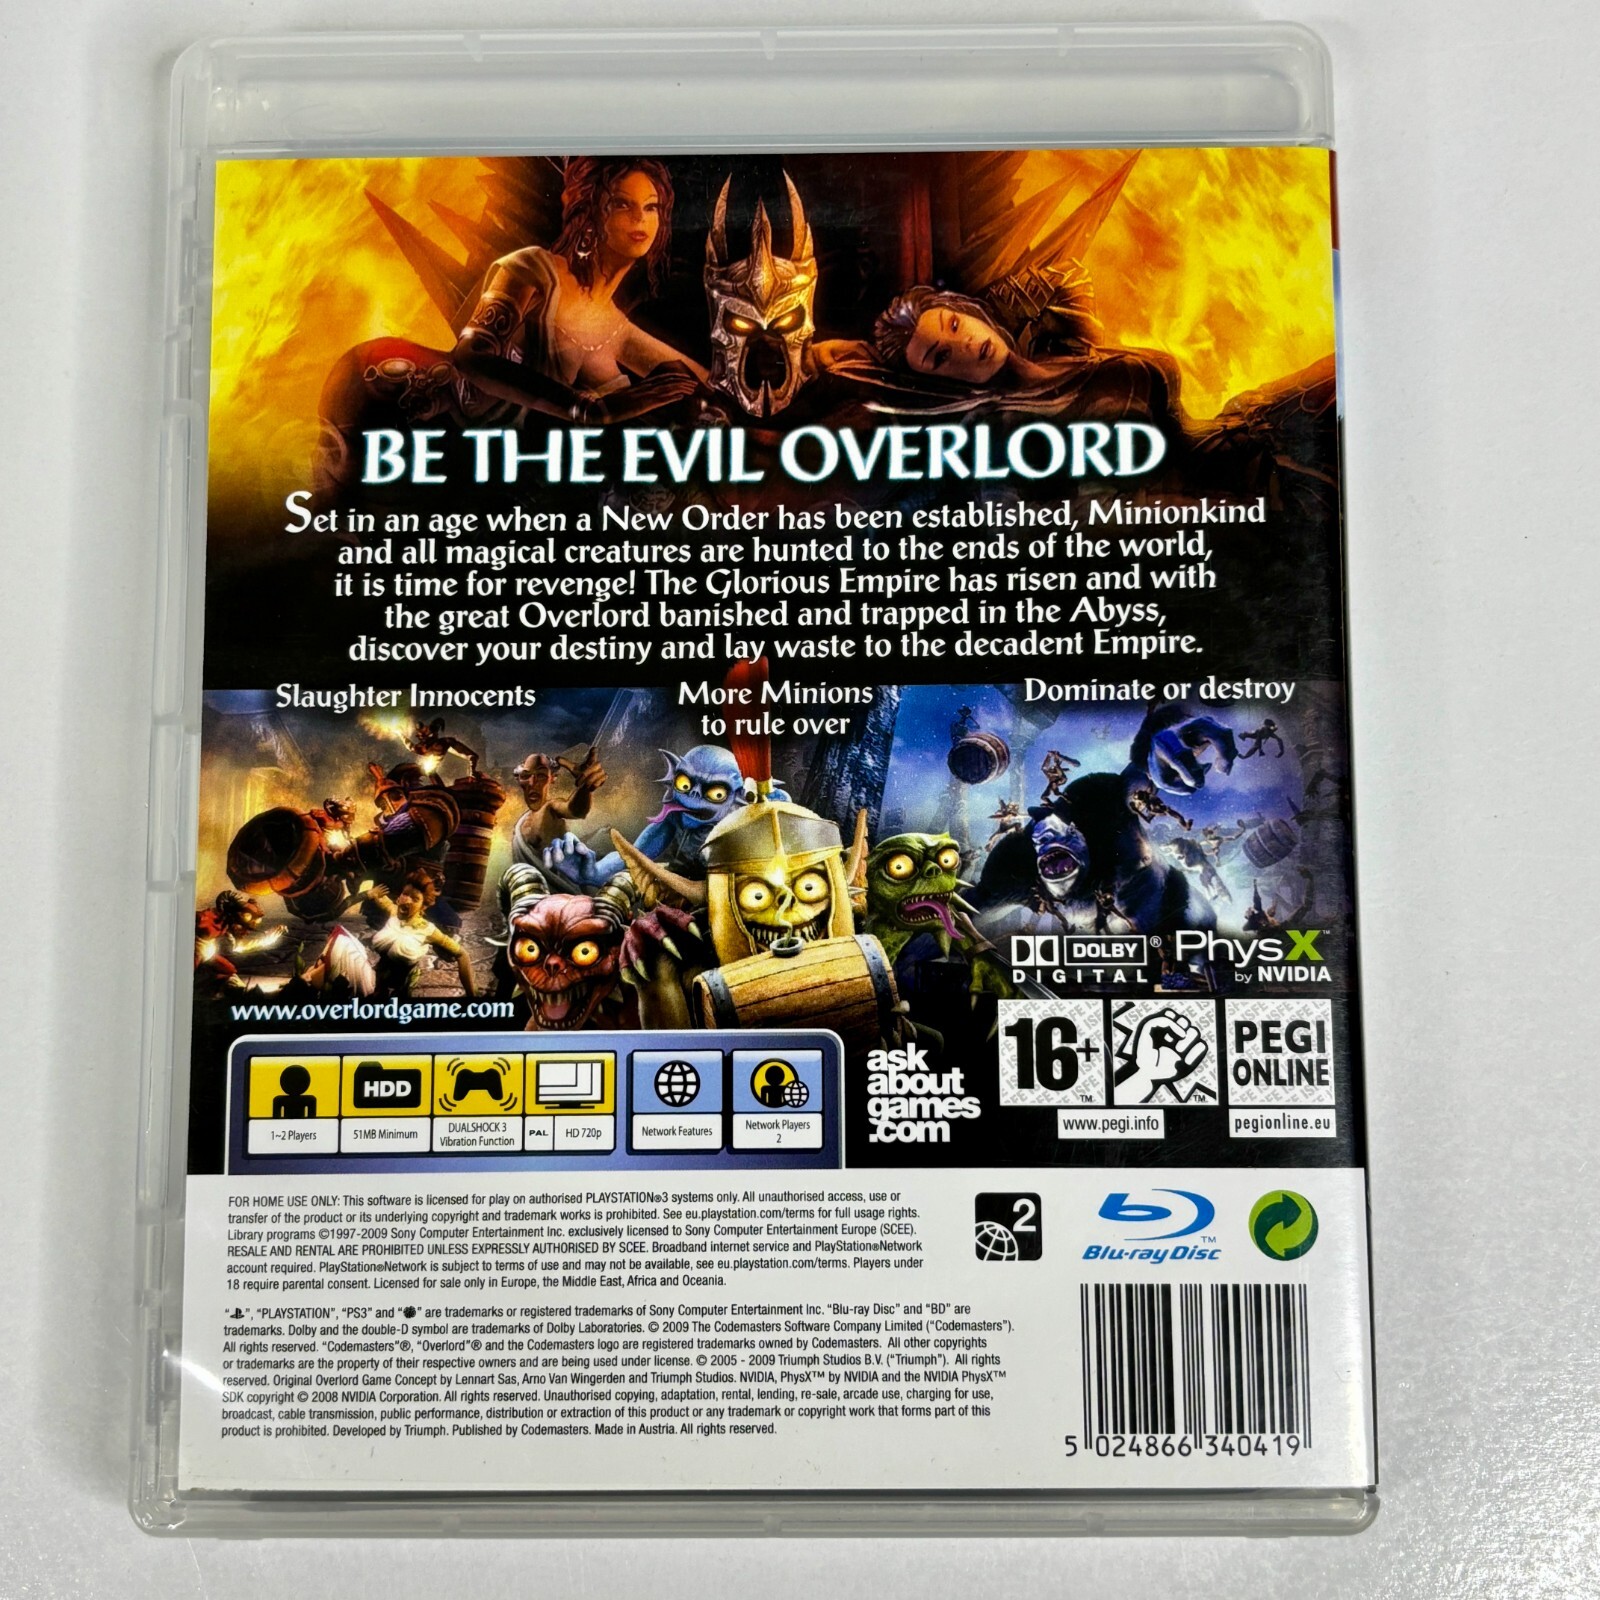 BE THE EVIL OVERLORD
Set in an age when a New Order has been established, Minionkind
and all magical creatures are hunted to the ends of the world,
it is time for revenge! The Glorious Empire has risen and with
the great Overlord banished and trapped in the Abyss,
discover your destiny and lay waste to the decadent Empire.
Slaughter Innocents
More Minions
to rule over
Dominate or destroy
DOLBY ®
DIGITAL
PhysX™
by NVIDIA
www.overlordgame.com
1~2 Players
HDD
51MB Minimum
DUALSHOCK 3
Vibration Function
PAL
HD 720p
Network Features
Network Players
2
ask
about
games
.com
16+
TM
TM
www.pegi.info
PEGI
ONLINE
pegionline.eu
FOR HOME USE ONLY: This software is licensed for play on authorised PLAYSTATION®3 systems only. All unauthorised access, use or
transfer of the product or its underlying copyright and trademark works is prohibited. See eu.playstation.com/terms for full usage rights.
Library programs ©1997-2009 Sony Computer Entertainment Inc. exclusively licensed to Sony Computer Entertainment Europe (SCEE).
RESALE AND RENTAL ARE PROHIBITED UNLESS EXPRESSLY AUTHORISED BY SCEE. Broadband internet service and PlayStation®Network
account required. PlayStation®Network is subject to terms of use and may not be available, see eu.playstation.com/terms. Players under
18 require parental consent. Licensed for sale only in Europe, the Middle East, Africa and Oceania.
2
Blu-ray Disc
TM
" ", "PLAYSTATION", "PS3" and " " are trademarks or registered trademarks of Sony Computer Entertainment Inc. "Blu-ray Disc" and "BD" are
trademarks. Dolby and the double-D symbol are trademarks of Dolby Laboratories. © 2009 The Codemasters Software Company Limited ("Codemasters").
All rights reserved. "Codemasters"®, "Overlord"® and the Codemasters logo are registered trademarks owned by Codemasters. All other copyrights
or trademarks are the property of their respective owners and are being used under license. © 2005 - 2009 Triumph Studios B.V. ("Triumph"). All rights
reserved. Original Overlord Game Concept by Lennart Sas, Arno Van Wingerden and Triumph Studios. NVIDIA, PhysX™ by NVIDIA and the NVIDIA PhysX™
SDK copyright © 2008 NVIDIA Corporation. All rights reserved. Unauthorised copying, adaptation, rental, lending, re-sale, arcade use, charging for use,
broadcast, cable transmission, public performance, distribution or extraction of this product or any trademark or copyright work that forms part of this
product is prohibited. Developed by Triumph. Published by Codemasters. Made in Austria. All rights reserved.
5 024866 340419